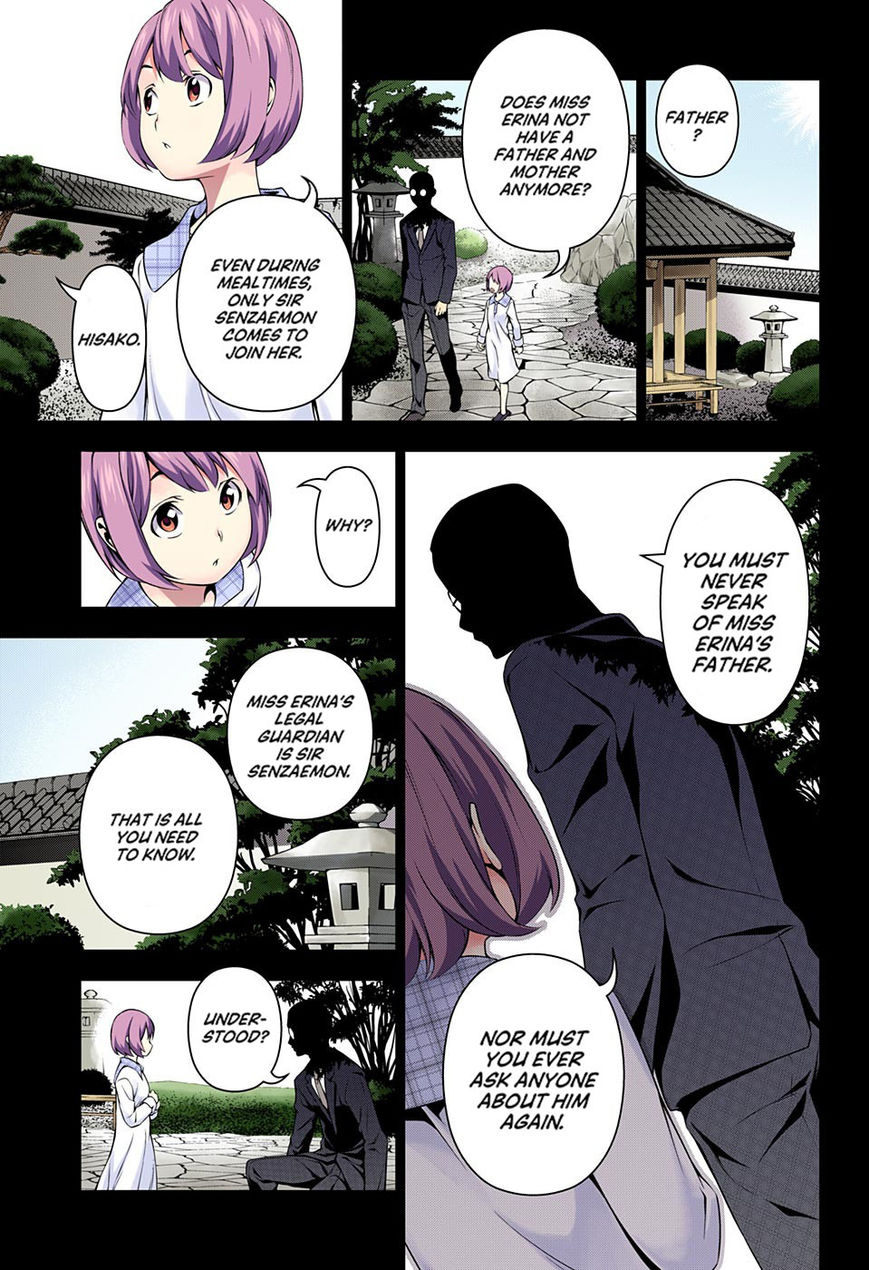 FATHER
?
DOES MISS
ERINA NOT
HAVE A
FATHER AND
MOTHER
ANYMORE?
EVEN DURING
MEALTIMES,
ONLY SIR
SENZAEMON
COMES TO
JOIN HER.
HISAKO.
YOU MUST
NEVER
SPEAK
OF MISS
ERINA'S
FATHER.
NOR MUST
YOU EVER
ASK ANYONE
ABOUT HIM
AGAIN.
WHY?
MISS ERINA'S
LEGAL
GUARDIAN
IS SIR
SENZAEMON.
THAT IS ALL
YOU NEED
TO KNOW.
UNDER-
STOOD?